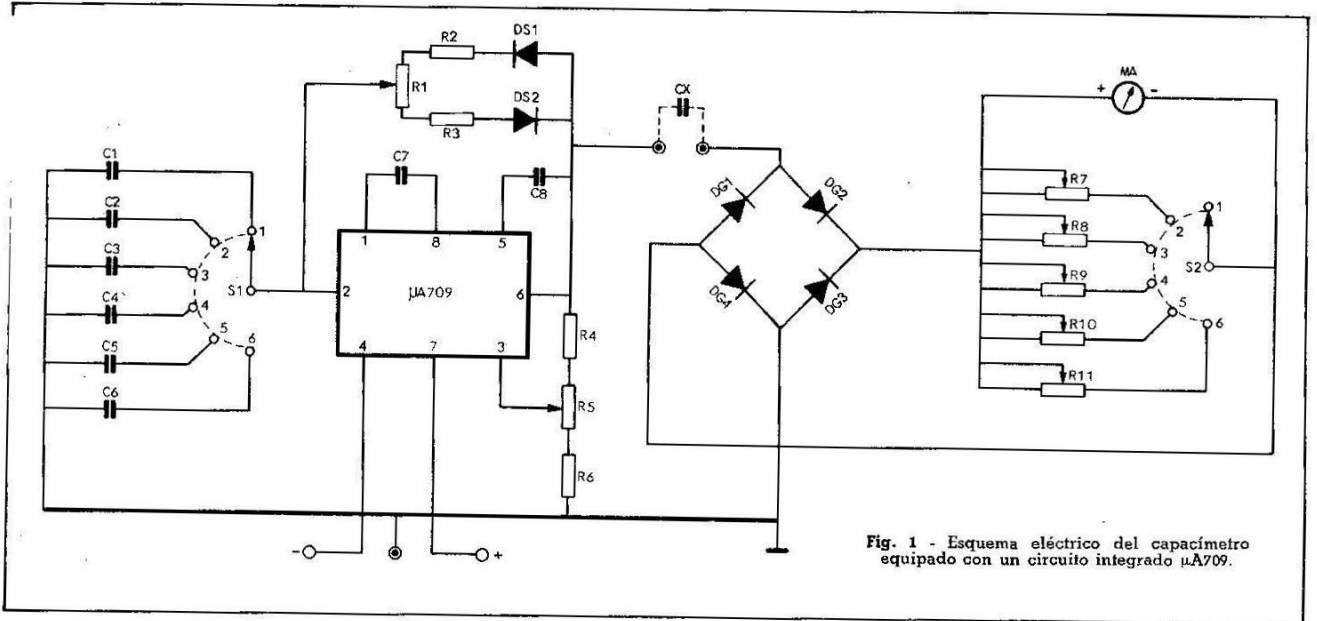 R2
DS1
R1
R3
DS2
CX
MA
+ -
C1
C2
C3
C4
C5
C6
1
2
3
4
5
6
S1
C7
C8
1 8 5
2 µA709 6
4 7 3
R4
R5
R6
DG1
DG2
DG4
DG3
R7
R8
R9
R10
R11
1
2
3
4
5
6
S2
- +
Fig. 1 - Esquema eléctrico del capacímetro
equipado con un circuito integrado µA709.